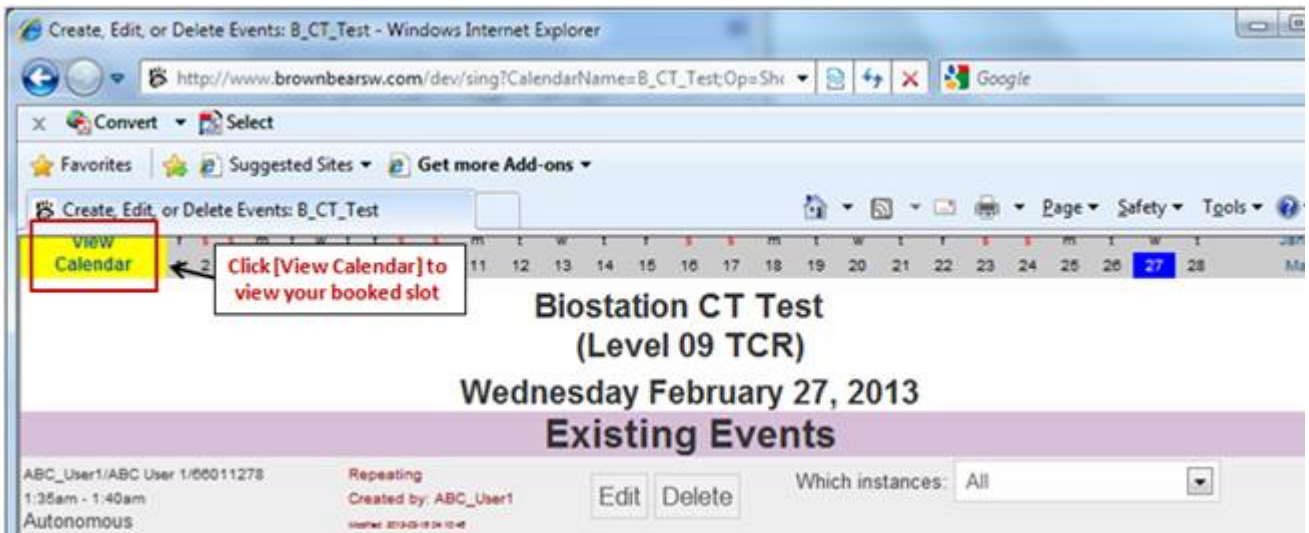 Create, Edit, or Delete Events: B_CT_Test - Windows Internet Explorer
http://www.brownbearsw.com/dev/sing?CalendarName=B_CT_Test;Op=Sho
Google
x Convert Select
Favorites Suggested Sites Get more Add-ons
Create, Edit, or Delete Events: B_CT_Test Page Safety Tools
View Calendar
Click [View Calendar] to
view your booked slot
m t w t f s s m t w t f s s m t w t
11 12 13 14 15 16 17 18 19 20 21 22 23 24 25 26 27 28
Biostation CT Test
(Level 09 TCR)
Wednesday February 27, 2013
Existing Events
ABC_User1/ABC User 1/66011278
1:35am - 1:40am
Autonomous
Repeating
Created by: ABC_User1
Edit Delete
Which instances: All